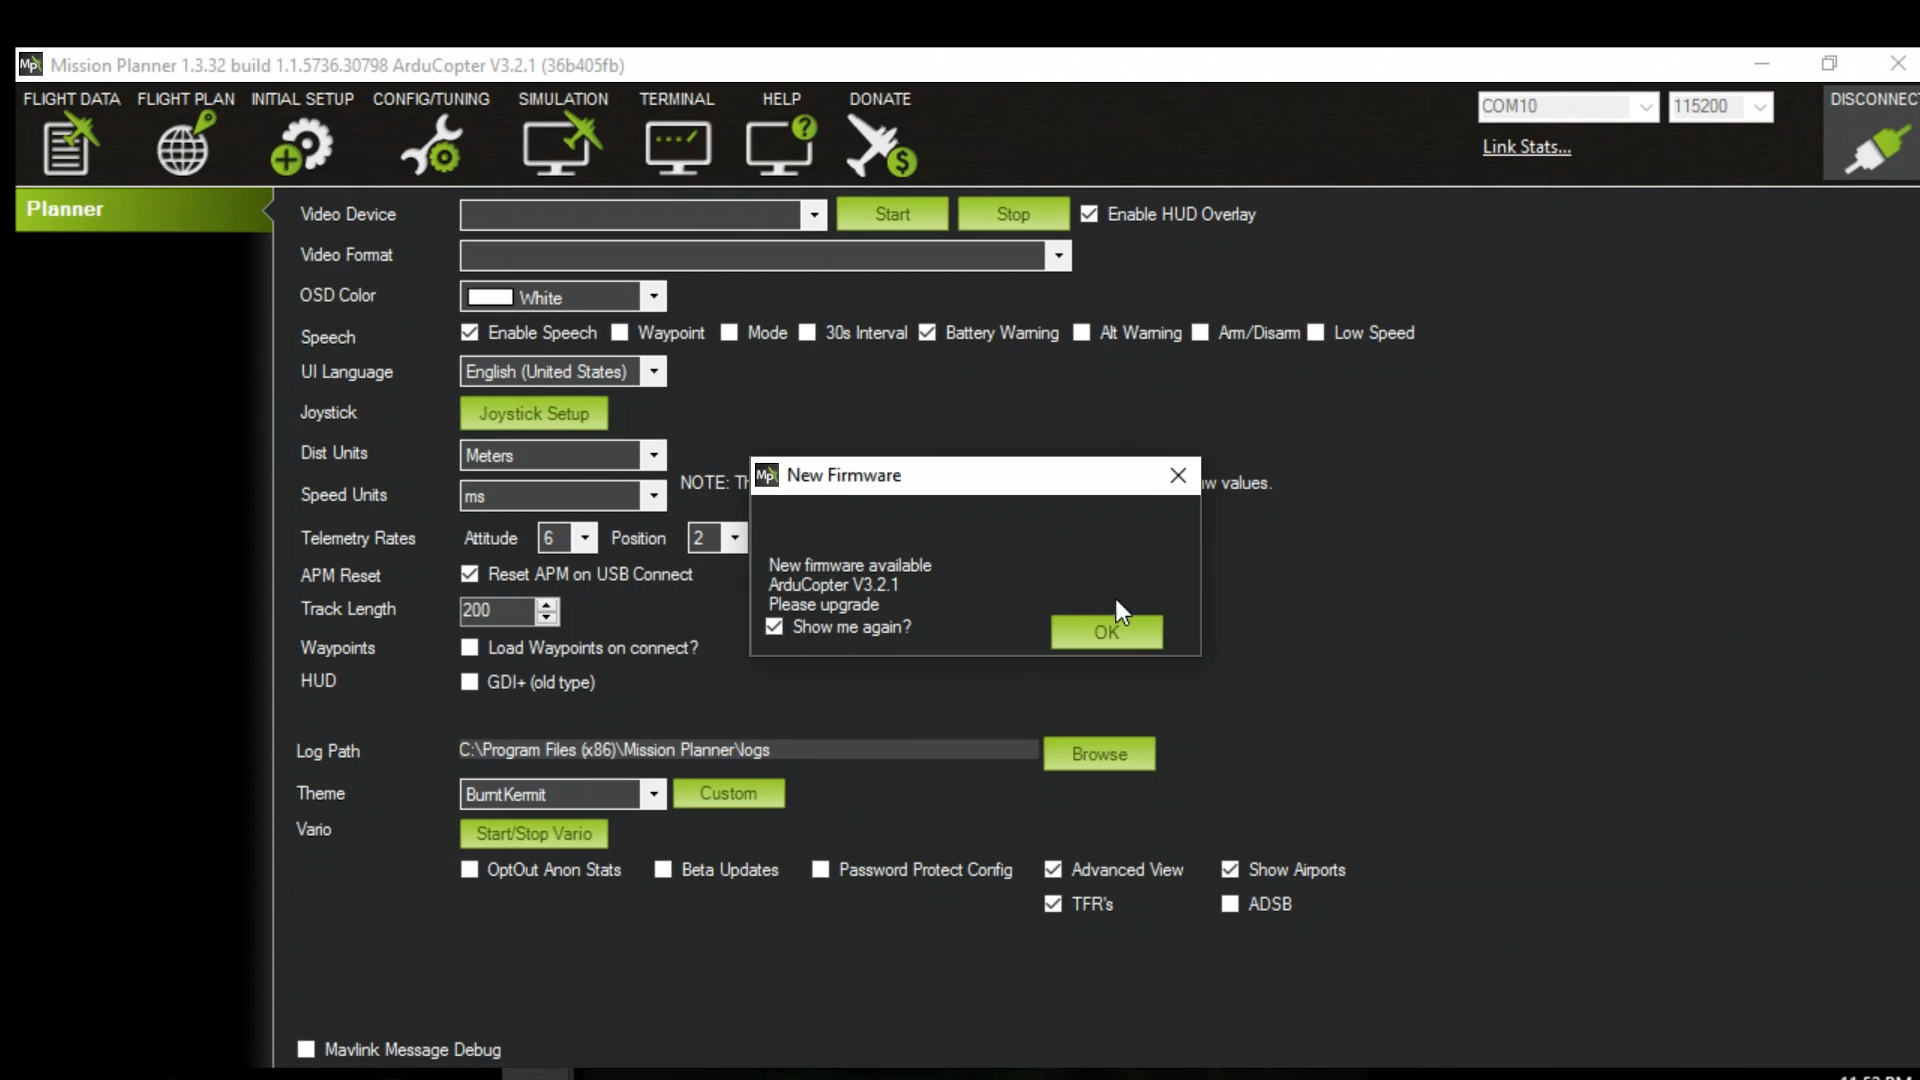 Mission Planner 1.3.32 build 1.1.5736.30798 ArduCopter V3.2.1 (36b405fb)
FLIGHT DATA FLIGHT PLAN INITIAL SETUP CONFIG/TUNING SIMULATION TERMINAL HELP DONATE
COM10 115200 DISCONNECT
Link Stats...
Planner
Video Device Start Stop Enable HUD Overlay
Video Format
OSD Color White
Speech Enable Speech Waypoint Mode 30s Interval Battery Warning Alt Warning Arm/Disarm Low Speed
UI Language English (United States)
Joystick Joystick Setup
Dist Units Meters
Speed Units ms NOTE: Th
w values.
Telemetry Rates Attitude 6 Position 2
APM Reset Reset APM on USB Connect
Track Length 200
Waypoints Load Waypoints on connect?
HUD GDI+ (old type)
New Firmware
New firmware available
ArduCopter V3.2.1
Please upgrade
Show me again? OK
Log Path C:\Program Files (x86)\Mission Planner\logs Browse
Theme BurntKermit Custom
Vario Start/Stop Vario
OptOut Anon Stats Beta Updates Password Protect Config Advanced View Show Airports
TFR's ADSB
Mavlink Message Debug